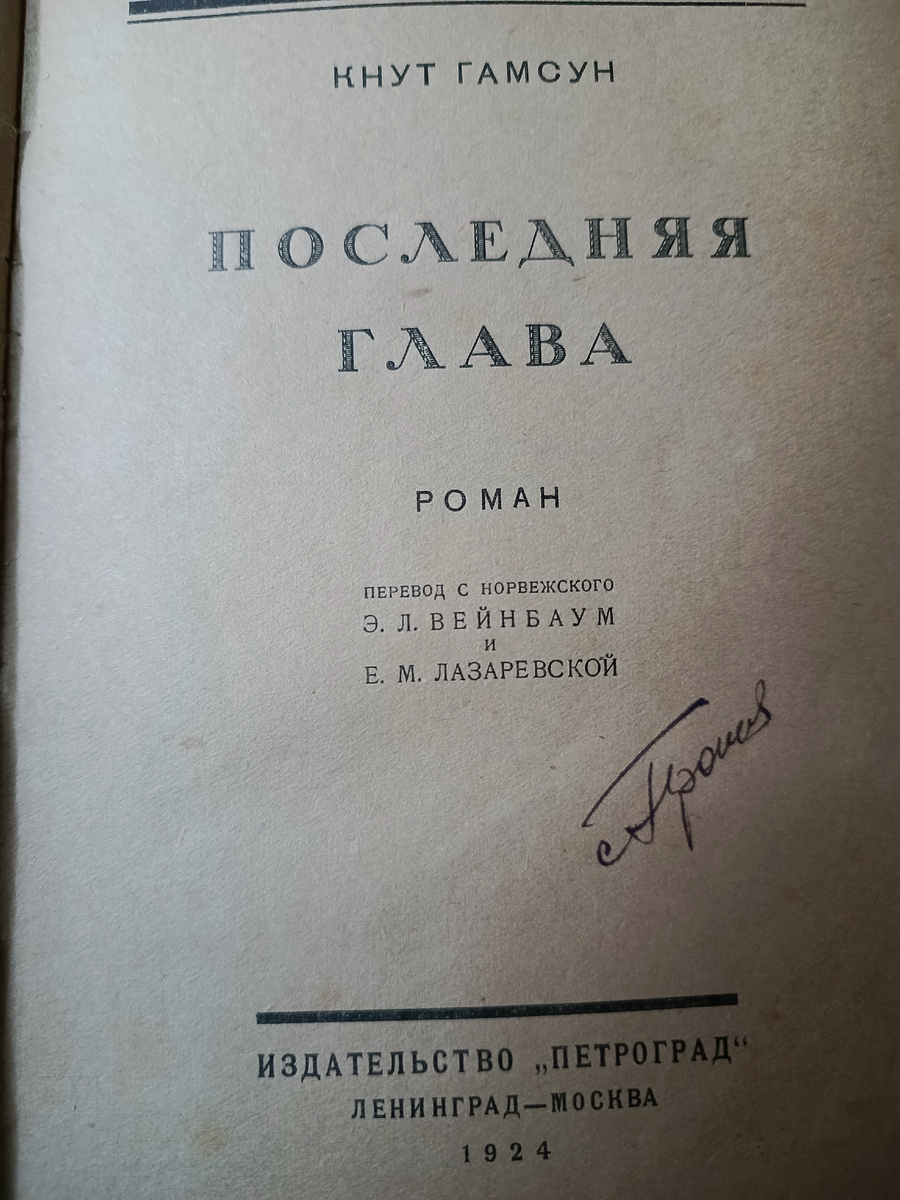 КНУТ ГАМСУН
ПОСЛЕДНЯЯ
ГЛАВА
РОМАН
ПЕРЕВОД С НОРВЕЖСКОГО
Э. Л. ВЕЙНБАУМ
И
Е. М. ЛАЗАРЕВСКОЙ
ИЗДАТЕЛЬСТВО „ПЕТРОГРАД“
ЛЕНИНГРАД—МОСКВА
1924